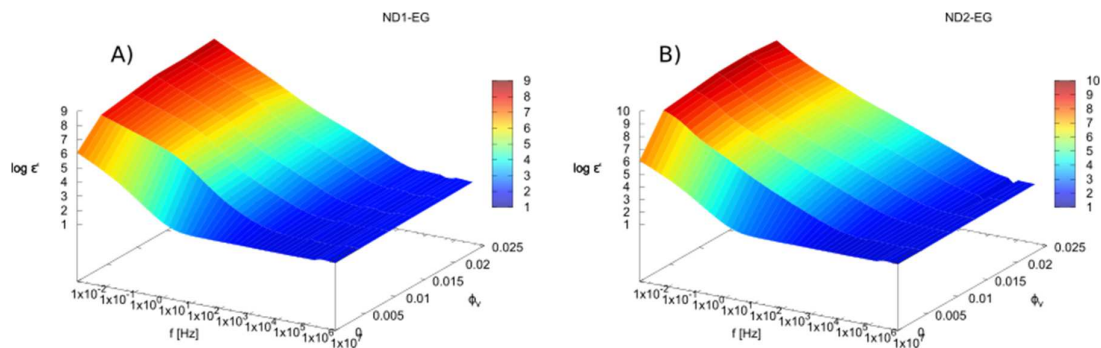 ND1-EG
A)
9
8
7
6
5
4
3
2
1
log ε'
9
8
7
6
5
4
3
2
1
1x10-2
1x10-1
1x100
1x101
1x102
1x103
1x104
1x105
1x106
1x107
f [Hz]
0
0.005
0.01
0.015
0.02
0.025
ϕv
ND2-EG
B)
10
9
8
7
6
5
4
3
2
1
log ε'
10
9
8
7
6
5
4
3
2
1
1x10-2
1x10-1
1x100
1x101
1x102
1x103
1x104
1x105
1x106
1x107
f [Hz]
0
0.005
0.01
0.015
0.02
0.025
ϕv